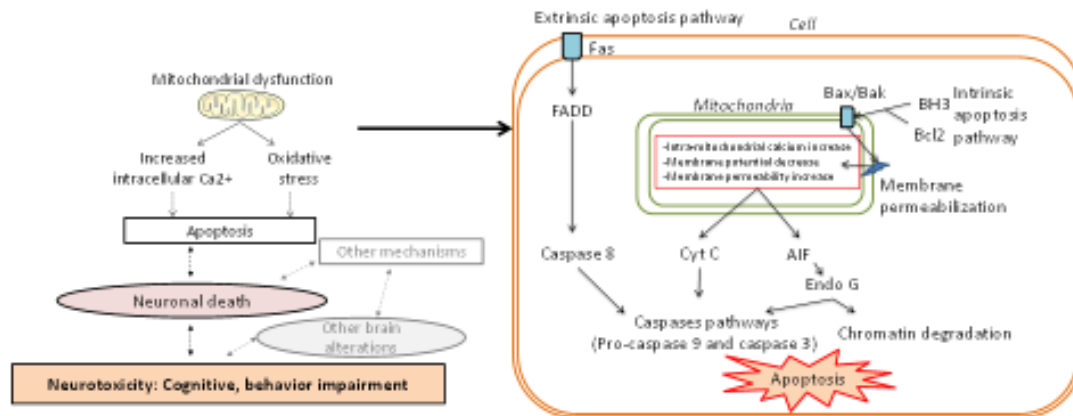 Mitochondrial dysfunction
Increased
intracellular Ca2+
Oxidative
stress
Apoptosis
Other mechanisms
Neuronal death
Other brain
alterations
Neurotoxicity: Cognitive, behavior impairment
Extrinsic apoptosis pathway
Cell
Fas
FADD
Caspase 8
Mitochondria
Bax/Bak
BH3
Bcl2
Intrinsic
apoptosis
pathway
-Intra-mitochondrial calcium increase
-Membrane potential decrease
-Membrane permeability increase
Membrane
permeabilization
Cyt C
AIF
Endo G
Caspases pathways
(Pro-caspase 9 and caspase 3)
Chromatin degradation
Apoptosis